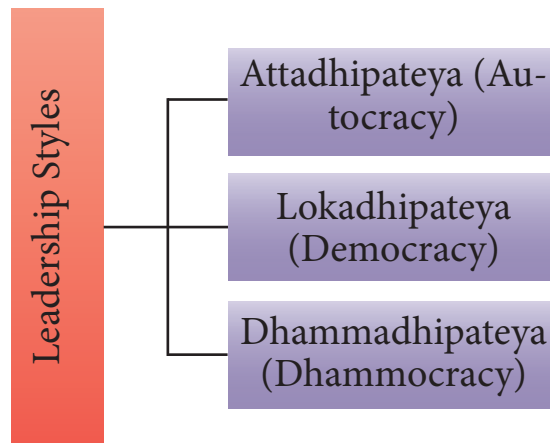 Leadership Styles
Attadhipateya (Au-
tocracy)
Lokadhipateya
(Democracy)
Dhammadhipateya
(Dhammocracy)